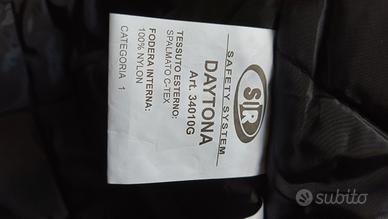 SIR
SAFETY SYSTEM
DAYTONA
Art. 34010G
TESSUTO ESTERNO:
SPALMATO C-TEX
FODERA INTERNA:
100% NYLON
CATEGORIA 1
subito